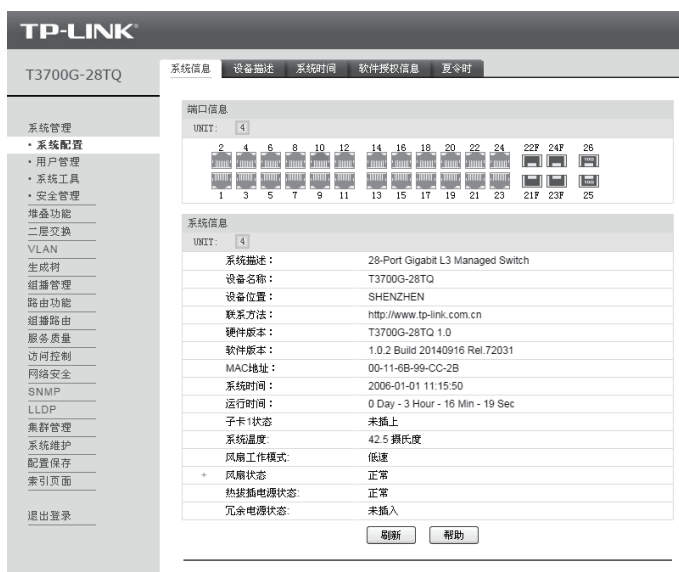 TP-LINK®
T3700G-28TQ
系统信息 设备描述 系统时间 软件授权信息 夏令时
系统管理
· 系统配置
· 用户管理
· 系统工具
· 安全管理
堆叠功能
二层交换
VLAN
生成树
组播管理
路由功能
组播路由
服务质量
访问控制
网络安全
SNMP
LLDP
集群管理
系统维护
配置保存
索引页面
退出登录
端口信息
UNIT: 4
2 4 6 8 10 12 14 16 18 20 22 24 22F 24F 26
1 3 5 7 9 11 13 15 17 19 21 23 21F 23F 25
系统信息
UNIT: 4
系统描述: 28-Port Gigabit L3 Managed Switch
设备名称: T3700G-28TQ
设备位置: SHENZHEN
联系方法: http://www.tp-link.com.cn
硬件版本: T3700G-28TQ 1.0
软件版本: 1.0.2 Build 20140916 Rel.72031
MAC地址: 00-11-6B-99-CC-2B
系统时间: 2006-01-01 11:15:50
运行时间: 0 Day - 3 Hour - 16 Min - 19 Sec
子卡1状态 未插上
系统温度: 42.5 摄氏度
风扇工作模式: 低速
+ 风扇状态 正常
热拔插电源状态: 正常
冗余电源状态: 未插入
刷新 帮助